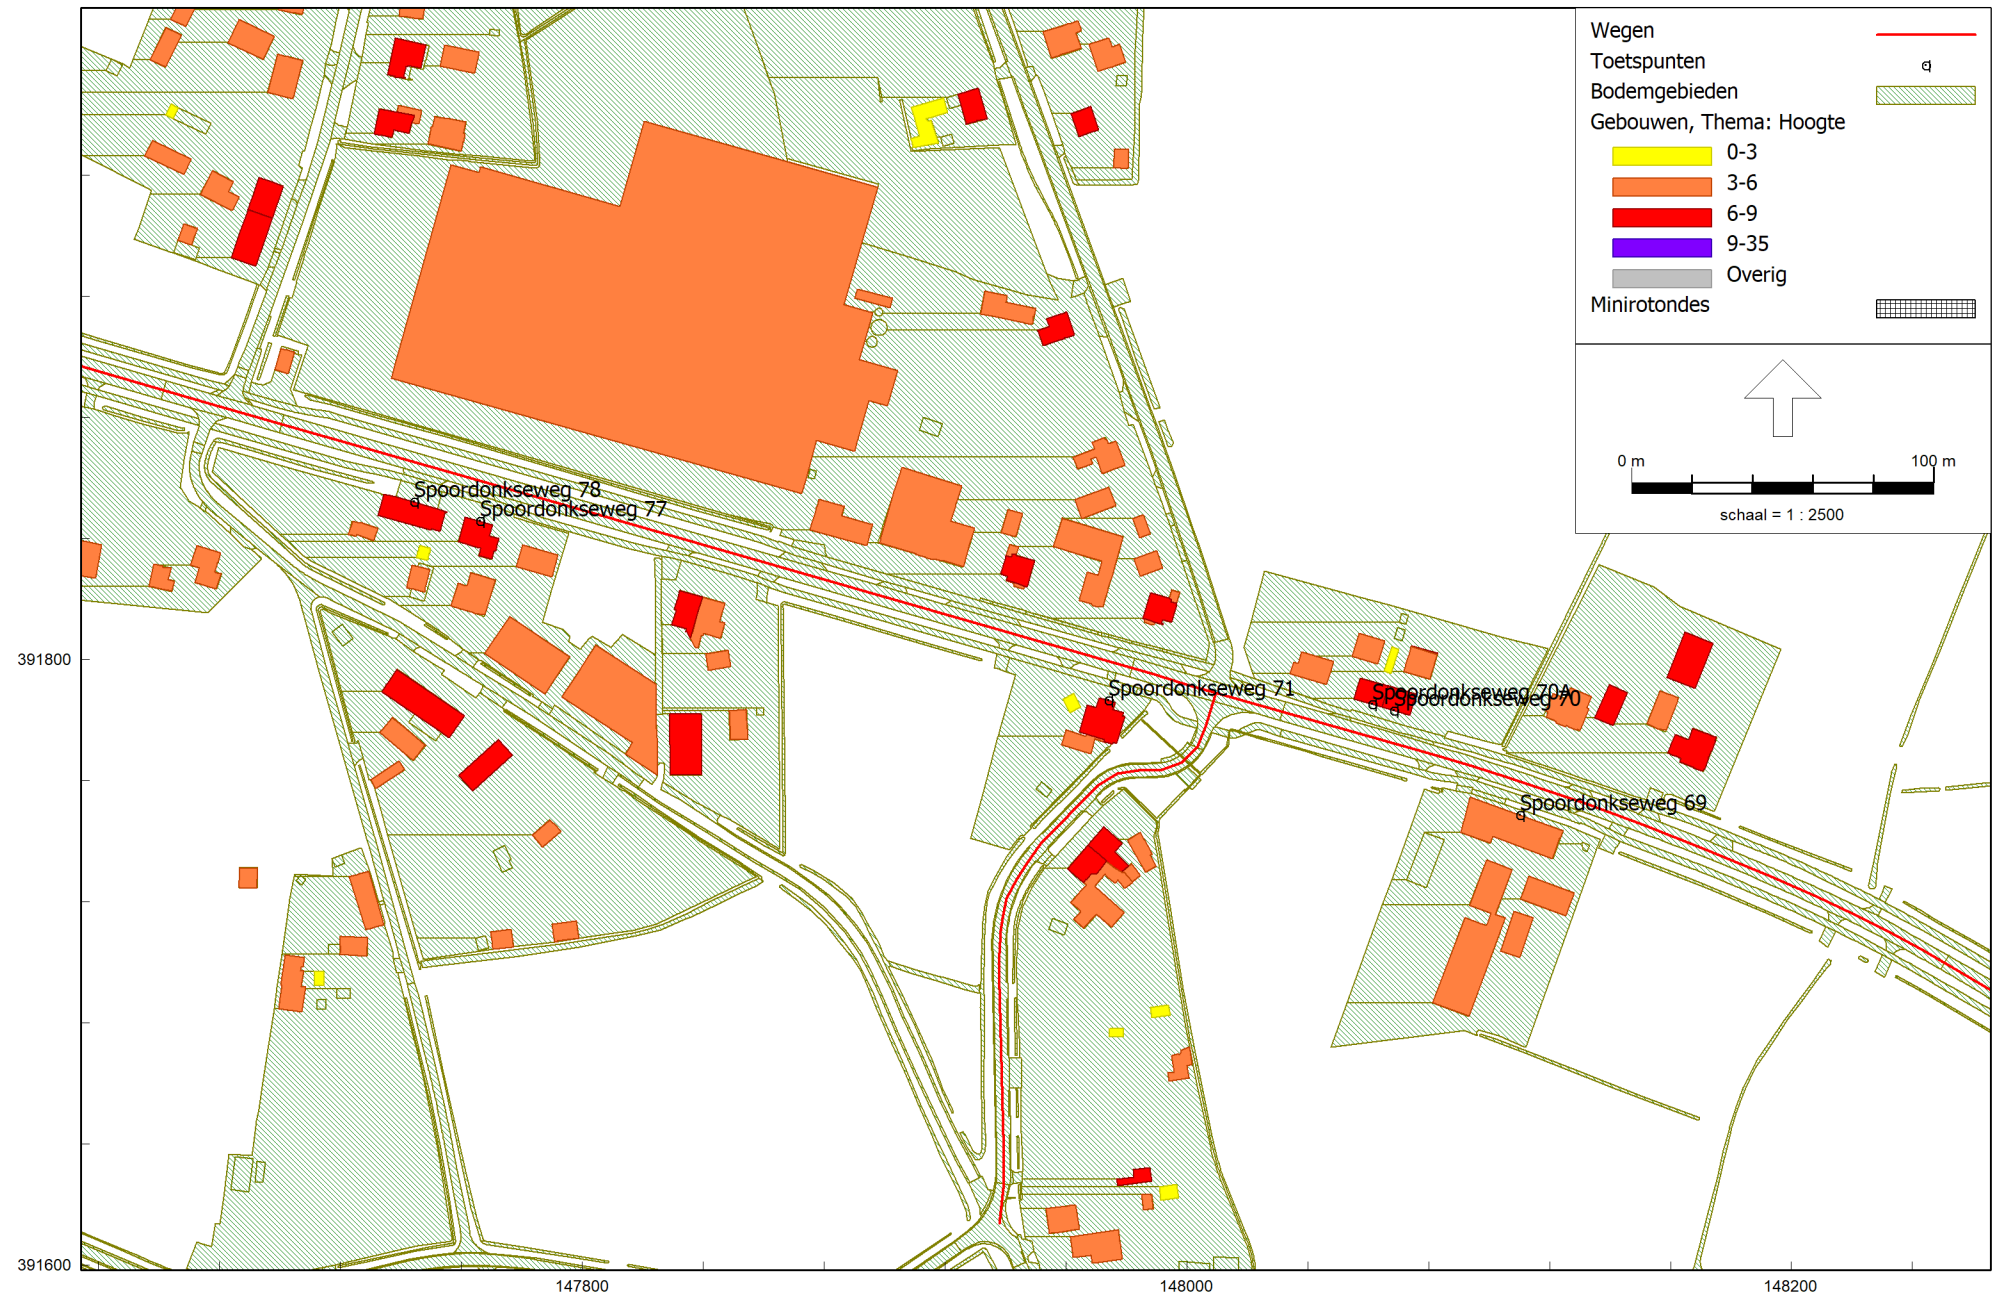 Wegen
Toetspunten
Bodemgebieden
Gebouwen, Thema: Hoogte
0-3
3-6
6-9
9-35
Overig
Minirotondes
0 m 100 m
schaal = 1 : 2500
Spoordonkseweg 78
Spoordonkseweg 77
Spoordonkseweg 71
Spoordonkseweg 70A
Spoordonkseweg 70
Spoordonkseweg 69
391800
391600
147800 148000 148200